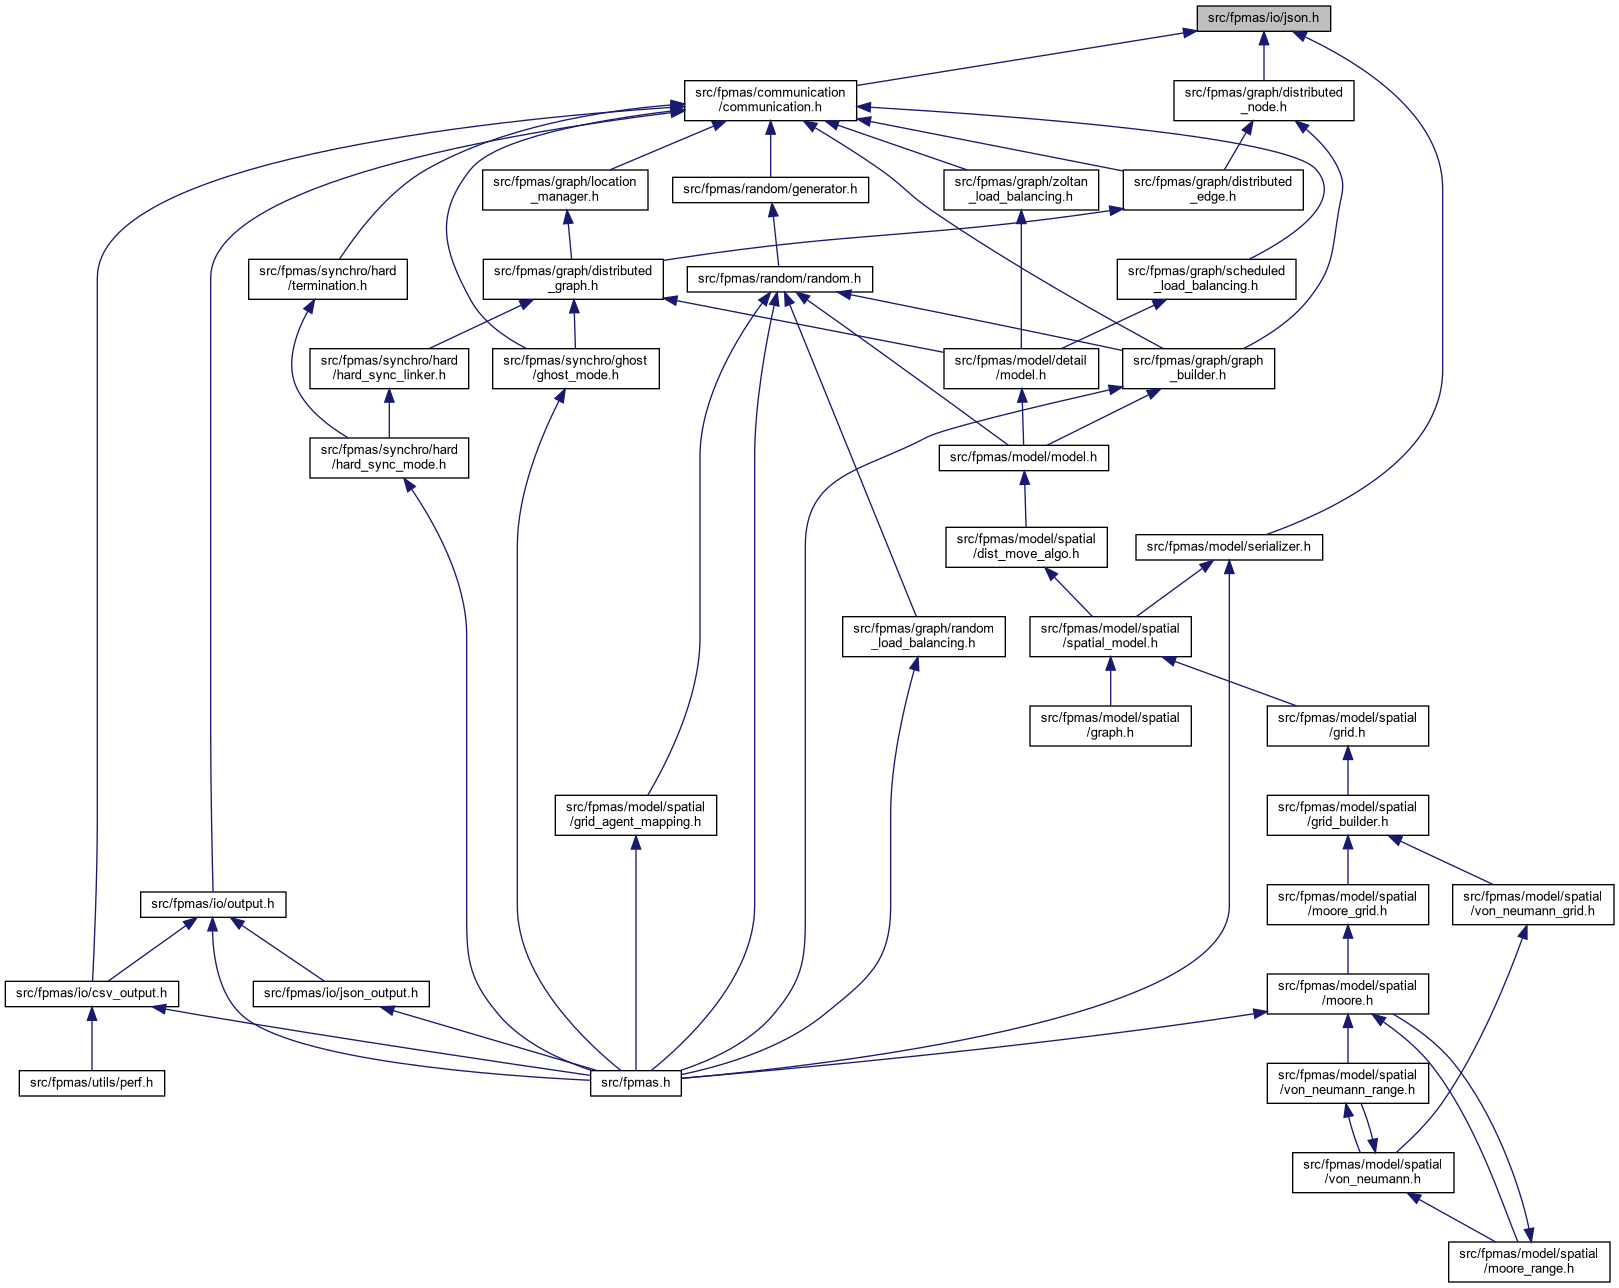 src/fpmas/io/json.h
src/fpmas/communication
/communication.h
src/fpmas/graph/distributed
_node.h
src/fpmas/graph/location
_manager.h
src/fpmas/random/generator.h
src/fpmas/graph/zoltan
_load_balancing.h
src/fpmas/graph/distributed
_edge.h
src/fpmas/synchro/hard
/termination.h
src/fpmas/graph/distributed
_graph.h
src/fpmas/random/random.h
src/fpmas/graph/scheduled
_load_balancing.h
src/fpmas/synchro/hard
/hard_sync_linker.h
src/fpmas/synchro/ghost
/ghost_mode.h
src/fpmas/model/detail
/model.h
src/fpmas/graph/graph
_builder.h
src/fpmas/synchro/hard
/hard_sync_mode.h
src/fpmas/model/model.h
src/fpmas/model/spatial
/dist_move_algo.h
src/fpmas/model/serializer.h
src/fpmas/graph/random
_load_balancing.h
src/fpmas/model/spatial
/spatial_model.h
src/fpmas/model/spatial
/graph.h
src/fpmas/model/spatial
/grid.h
src/fpmas/model/spatial
/grid_agent_mapping.h
src/fpmas/model/spatial
/grid_builder.h
src/fpmas/io/output.h
src/fpmas/model/spatial
/moore_grid.h
src/fpmas/model/spatial
/von_neumann_grid.h
src/fpmas/io/csv_output.h
src/fpmas/io/json_output.h
src/fpmas/model/spatial
/moore.h
src/fpmas/utils/perf.h
src/fpmas.h
src/fpmas/model/spatial
/von_neumann_range.h
src/fpmas/model/spatial
/von_neumann.h
src/fpmas/model/spatial
/moore_range.h